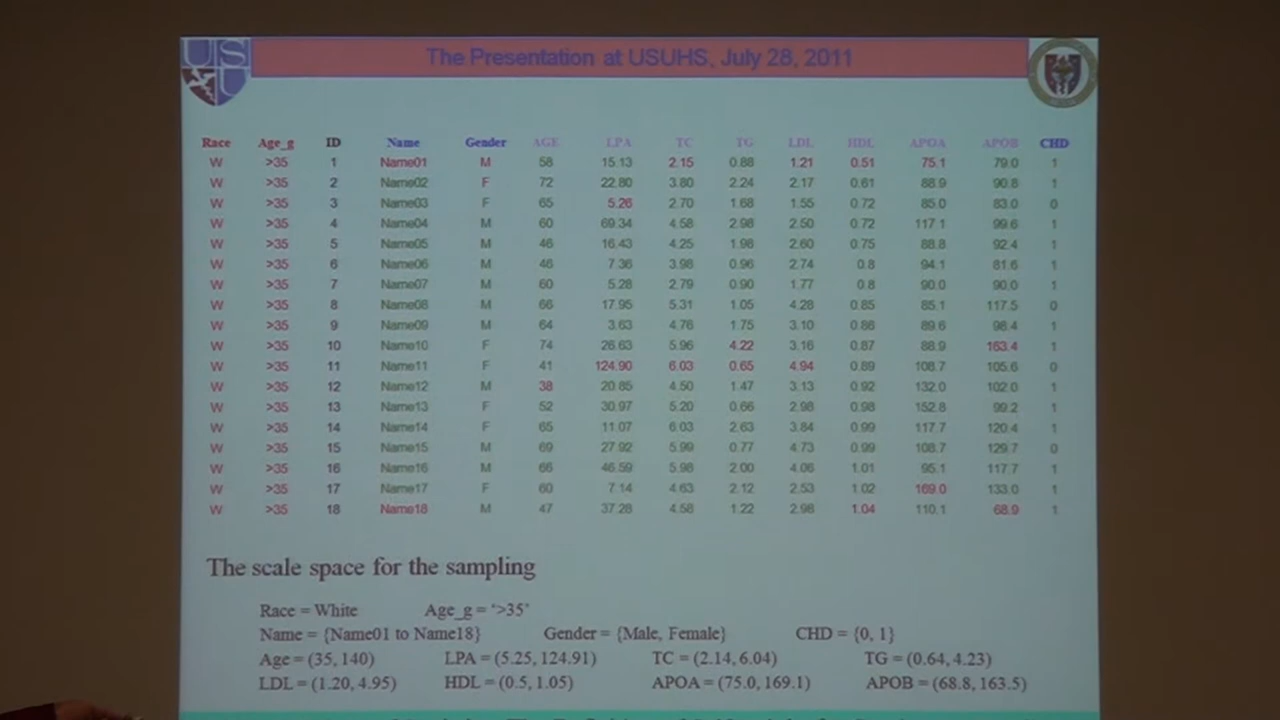 The Presentation at USUHS, July 28, 2011
Race Age_g ID Name Gender AGE LPA TC TG LDL HDL APOA APOB CHD
W >35 1 Name01 M 58 15.13 2.15 0.88 1.21 0.51 75.1 79.0 1
W >35 2 Name02 F 72 22.80 3.80 2.24 2.17 0.61 88.9 90.8 1
W >35 3 Name03 F 65 5.26 2.70 1.68 1.55 0.72 85.0 83.0 0
W >35 4 Name04 M 60 69.34 4.58 2.98 2.50 0.72 117.1 99.6 1
W >35 5 Name05 M 46 16.43 4.25 1.98 2.60 0.75 88.8 92.4 1
W >35 6 Name06 M 46 7.36 3.98 0.96 2.74 0.8 94.1 81.6 1
W >35 7 Name07 M 60 5.28 2.79 0.90 1.77 0.8 90.0 90.0 1
W >35 8 Name08 M 66 17.95 5.31 1.05 4.28 0.85 85.1 117.5 0
W >35 9 Name09 M 64 3.63 4.76 1.75 3.10 0.86 89.6 98.4 1
W >35 10 Name10 F 74 26.63 5.96 4.22 3.16 0.87 88.9 163.4 1
W >35 11 Name11 F 41 124.90 6.03 0.65 4.94 0.89 108.7 105.6 0
W >35 12 Name12 M 38 20.85 4.50 1.47 3.13 0.92 132.0 102.0 1
W >35 13 Name13 F 52 30.97 5.20 0.66 2.98 0.98 152.8 99.2 1
W >35 14 Name14 F 65 11.07 6.03 2.63 3.84 0.99 117.7 120.4 1
W >35 15 Name15 M 69 27.92 5.99 0.77 4.73 0.99 108.7 129.7 0
W >35 16 Name16 M 66 46.59 5.98 2.00 4.06 1.01 95.1 117.7 1
W >35 17 Name17 F 60 7.14 4.63 2.12 2.53 1.02 169.0 133.0 1
W >35 18 Name18 M 47 37.28 4.58 1.22 2.98 1.04 110.1 68.9 1
The scale space for the sampling
Race = White Age_g = ">35"
Name = {Name01 to Name18} Gender = {Male, Female} CHD = {0, 1}
Age = (35, 140) LPA = (5.25, 124.91) TC = (2.14, 6.04) TG = (0.64, 4.23)
LDL = (1.20, 4.95) HDL = (0.5, 1.05) APOA = (75.0, 169.1) APOB = (68.8, 163.5)